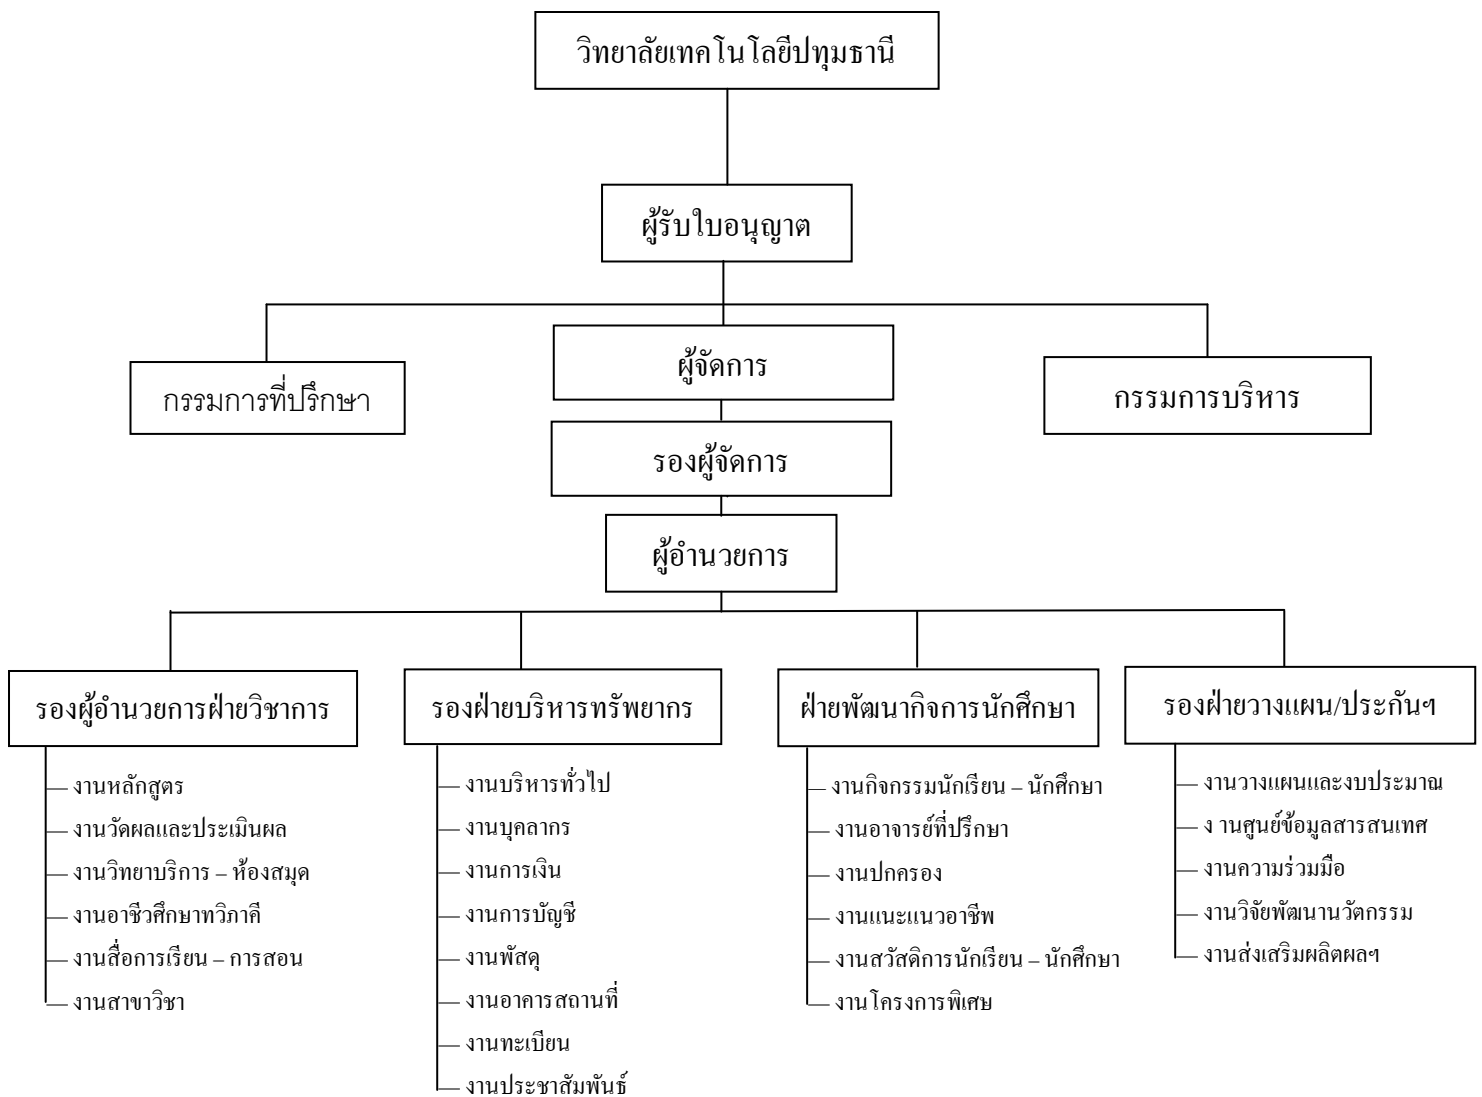 วิทยาลัยเทคโนโลยีปทุมธานี
ผู้รับใบอนุญาต
ผู้จัดการ
กรรมการที่ปรึกษา
กรรมการบริหาร
รองผู้จัดการ
ผู้อำนวยการ
รองผู้อำนวยการฝ่ายวิชาการ
งานหลักสูตร
งานวัดผลและประเมินผล
งานวิทยาบริการ – ห้องสมุด
งานอาชีวศึกษาทวิภาคี
งานสื่อการเรียน – การสอน
งานสาขาวิชา
รองฝ่ายบริหารทรัพยากร
งานบริหารทั่วไป
งานบุคลากร
งานการเงิน
งานการบัญชี
งานพัสดุ
งานอาคารสถานที่
งานทะเบียน
งานประชาสัมพันธ์
ฝ่ายพัฒนากิจการนักศึกษา
งานกิจกรรมนักเรียน – นักศึกษา
งานอาจารย์ที่ปรึกษา
งานปกครอง
งานแนะแนวอาชีพ
งานสวัสดิการนักเรียน – นักศึกษา
งานโครงการพิเศษ
รองฝ่ายวางแผน/ประกันฯ
งานวางแผนและงบประมาณ
ง านศูนย์ข้อมูลสารสนเทศ
งานความร่วมมือ
งานวิจัยพัฒนานวัตกรรม
งานส่งเสริมผลิตผลฯ